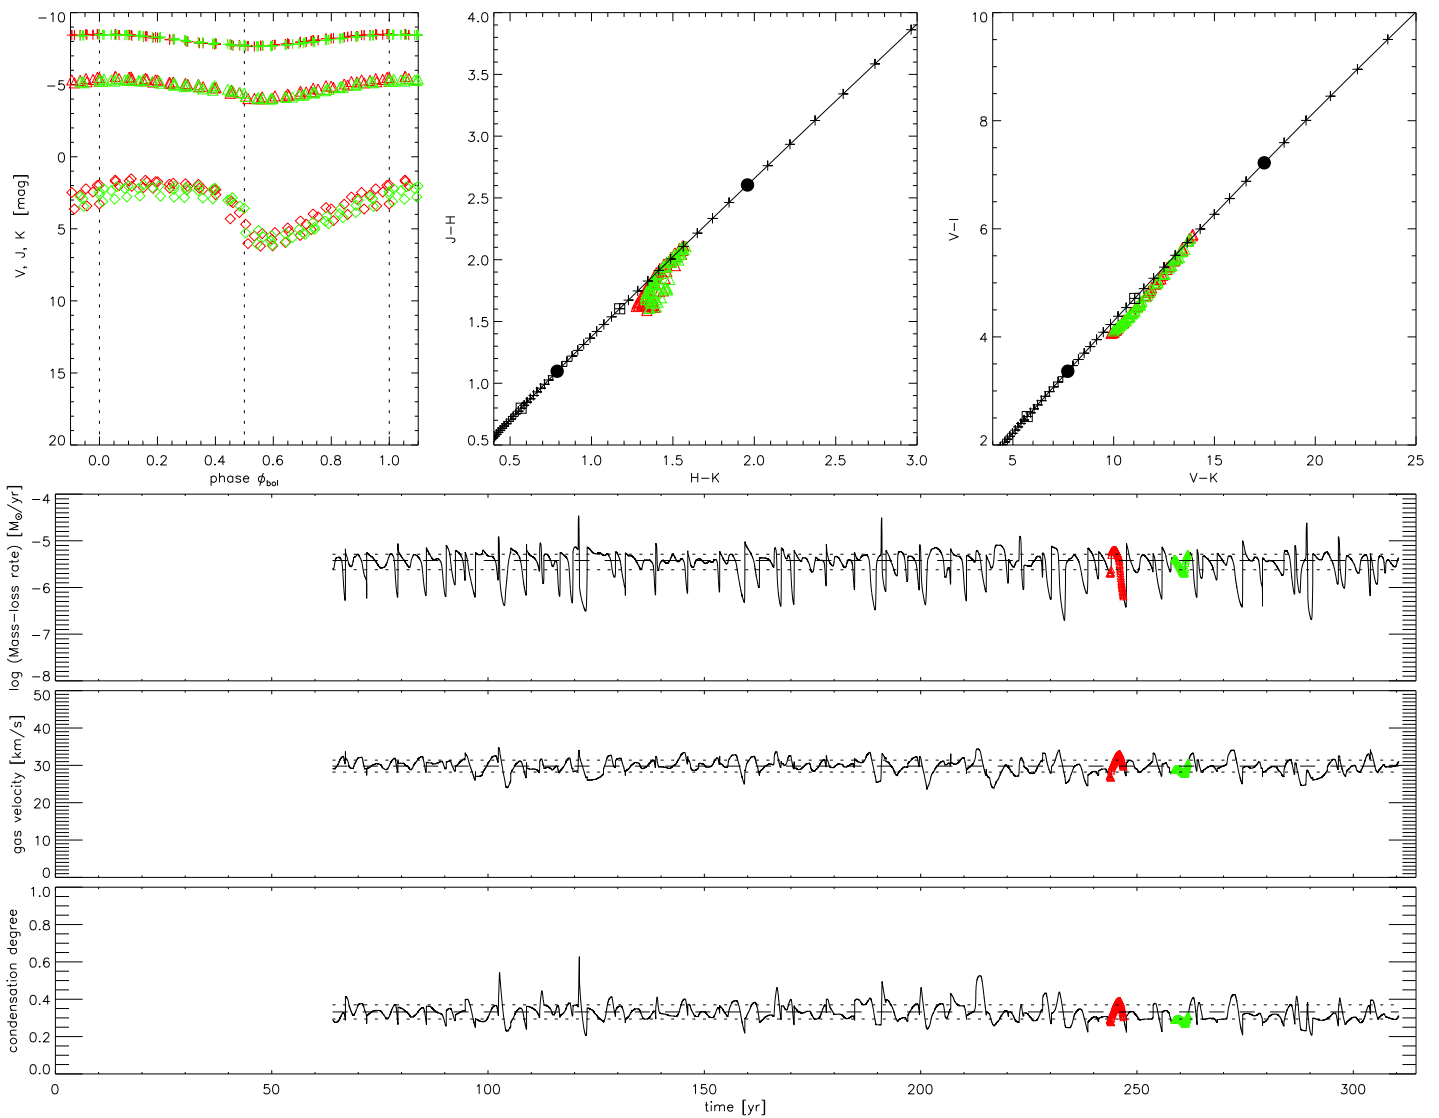 −10
−5
0
5
10
15
20
V, J, K [mag]
0.0 0.2 0.4 0.6 0.8 1.0
phase ϕbol
4.0
3.5
3.0
2.5
2.0
1.5
1.0
0.5
J−H
0.5 1.0 1.5 2.0 2.5 3.0
H−K
10
8
6
4
2
V−I
5 10 15 20 25
V−K
−4
−5
−6
−7
−8
log (Mass−loss rate) [M⊙/yr]
50
40
30
20
10
0
gas velocity [km/s]
1.0
0.8
0.6
0.4
0.2
0.0
condensation degree
0 50 100 150 200 250 300
time [yr]